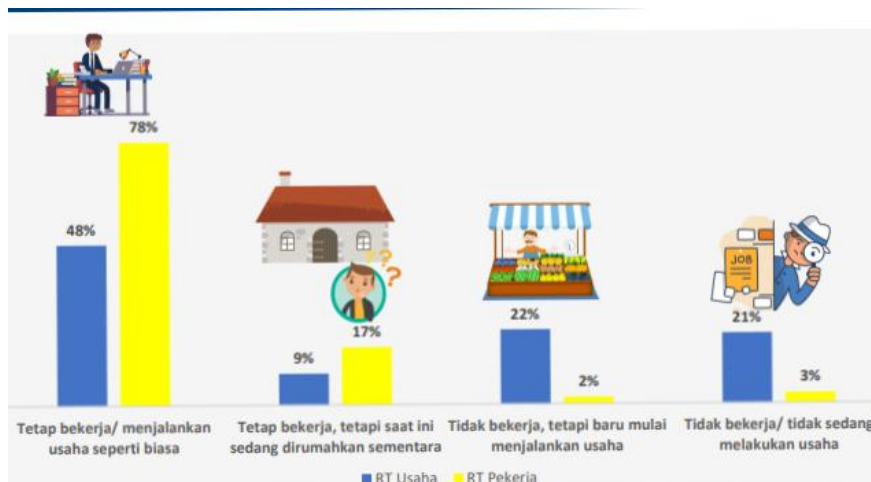 78%
48%
JOB
17%
9%
22%
2%
21%
3%
Tetap bekerja/ menjalankan
usaha seperti biasa
Tetap bekerja, tetapi saat ini
sedang dirumahkan sementara
Tidak bekerja, tetapi baru mulai
menjalankan usaha
Tidak bekerja/ tidak sedang
melakukan usaha
RT Usaha
RT Pekerja